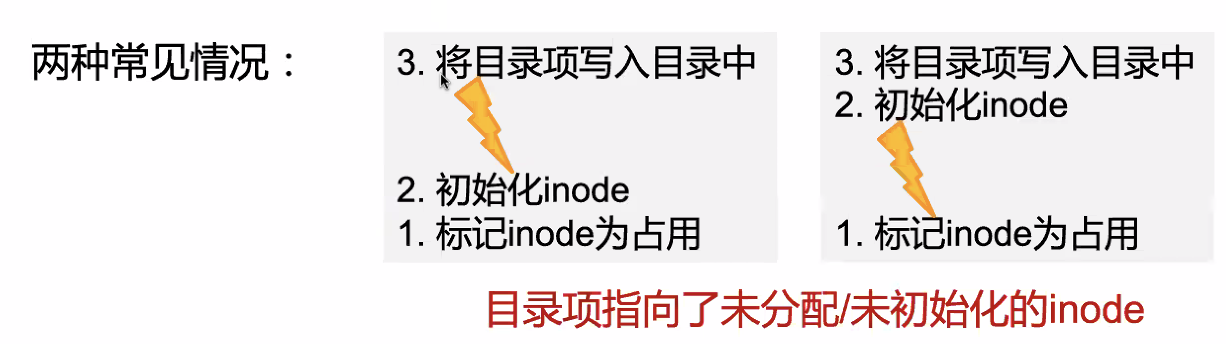 两种常见情况：
3. 将目录项写入目录中
2. 初始化inode
1. 标记inode为占用
3. 将目录项写入目录中
2. 初始化inode
1. 标记inode为占用
目录项指向了未分配/未初始化的inode